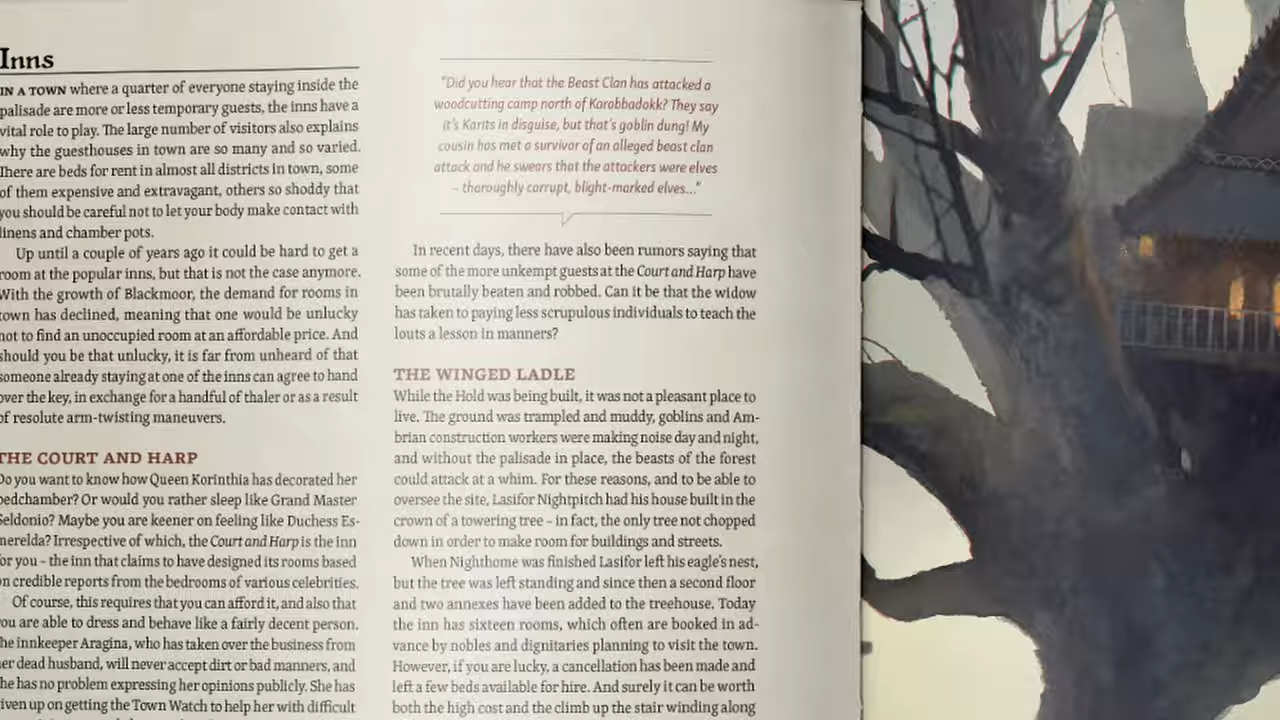 Inns
IN A TOWN where a quarter of everyone staying inside the
palisade are more or less temporary guests, the inns have a
vital role to play. The large number of visitors also explains
why the guesthouses in town are so many and so varied.
There are beds for rent in almost all districts in town, some
of them expensive and extravagant, others so shoddy that
you should be careful not to let your body make contact with
linens and chamber pots.
Up until a couple of years ago it could be hard to get a
room at the popular inns, but that is not the case anymore.
With the growth of Blackmoor, the demand for rooms in
town has declined, meaning that one would be unlucky
not to find an unoccupied room at an affordable price. And
should you be that unlucky, it is far from unheard of that
someone already staying at one of the inns can agree to hand
over the key, in exchange for a handful of thaler or as a result
of resolute arm-twisting maneuvers.
THE COURT AND HARP
Do you want to know how Queen Korinthia has decorated her
bedchamber? Or would you rather sleep like Grand Master
Seldonio? Maybe you are keener on feeling like Duchess Es-
merelda? Irrespective of which, the Court and Harp is the inn
for you – the inn that claims to have designed its rooms based
on credible reports from the bedrooms of various celebrities.
Of course, this requires that you can afford it, and also that
you are able to dress and behave like a fairly decent person.
The innkeeper Aragina, who has taken over the business from
her dead husband, will never accept dirt or bad manners, and
she has no problem expressing her opinions publicly. She has
given up on getting the Town Watch to help her with difficult
"Did you hear that the Beast Clan has attacked a
woodcutting camp north of Karobbadokk? They say
it's Karits in disguise, but that's goblin dung! My
cousin has met a survivor of an alleged beast clan
attack and he swears that the attackers were elves
– thoroughly corrupt, blight-marked elves..."
In recent days, there have also been rumors saying that
some of the more unkempt guests at the Court and Harp have
been brutally beaten and robbed. Can it be that the widow
has taken to paying less scrupulous individuals to teach the
louts a lesson in manners?
THE WINGED LADLE
While the Hold was being built, it was not a pleasant place to
live. The ground was trampled and muddy, goblins and Am-
brian construction workers were making noise day and night,
and without the palisade in place, the beasts of the forest
could attack at a whim. For these reasons, and to be able to
oversee the site, Lasifor Nightpitch had his house built in the
crown of a towering tree – in fact, the only tree not chopped
down in order to make room for buildings and streets.
When Nighthome was finished Lasifor left his eagle's nest,
but the tree was left standing and since then a second floor
and two annexes have been added to the treehouse. Today
the inn has sixteen rooms, which often are booked in ad-
vance by nobles and dignitaries planning to visit the town.
However, if you are lucky, a cancellation has been made and
left a few beds available for hire. And surely it can be worth
both the high cost and the climb up the stair winding along